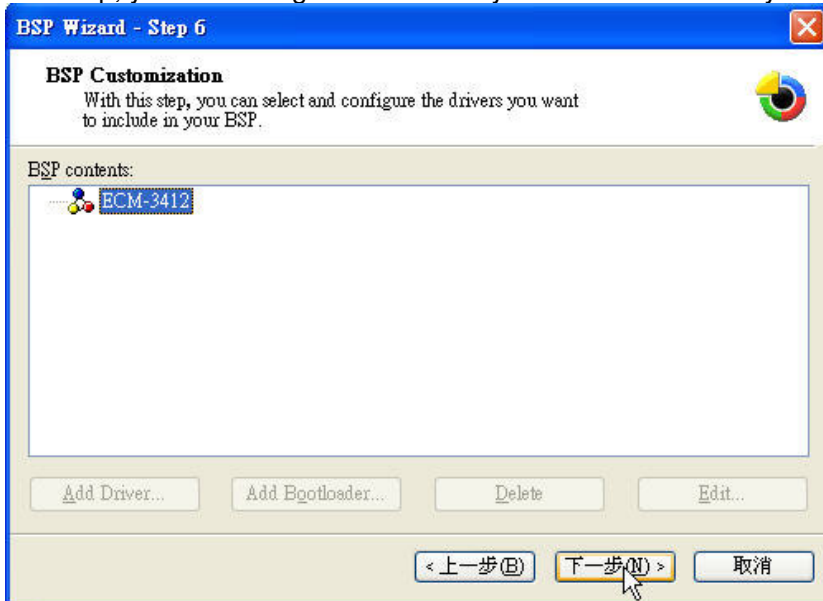 BSP Wizard - Step 6
BSP Customization
With this step, you can select and configure the drivers you want
to include in your BSP.
BSP contents:
ECM-3412
Add Driver...
Add Bootloader...
Delete
Edit...
<上一步(B)
下一步(N)>
取消